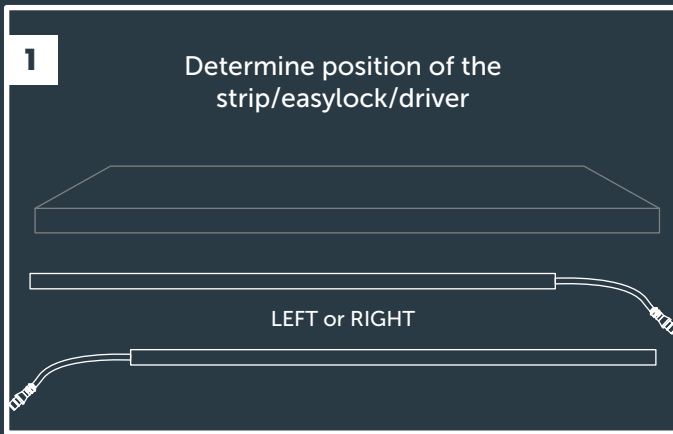 1
Determine position of the
strip/easylock/driver
LEFT or RIGHT